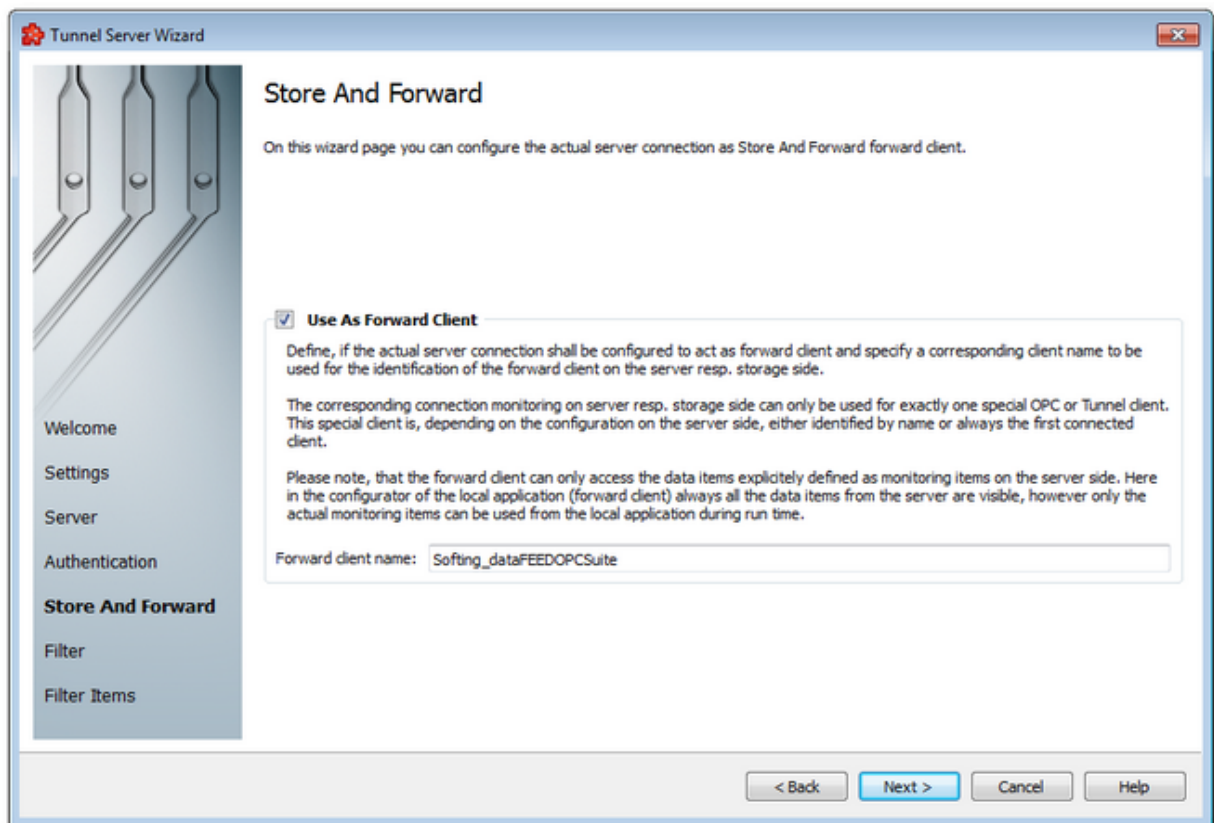 Tunnel Server Wizard
Store And Forward
On this wizard page you can configure the actual server connection as Store And Forward forward client.
Use As Forward Client
Define, if the actual server connection shall be configured to act as forward client and specify a corresponding client name to be
used for the identification of the forward client on the server resp. storage side.
The corresponding connection monitoring on server resp. storage side can only be used for exactly one special OPC or Tunnel client.
This special client is, depending on the configuration on the server side, either identified by name or always the first connected
client.
Please note, that the forward client can only access the data items explicitely defined as monitoring items on the server side. Here
in the configurator of the local application (forward client) always all the data items from the server are visible, however only the
actual monitoring items can be used from the local application during run time.
Forward client name: Softing_dataFEEDOPCSuite
Welcome
Settings
Server
Authentication
Store And Forward
Filter
Filter Items
< Back Next > Cancel Help